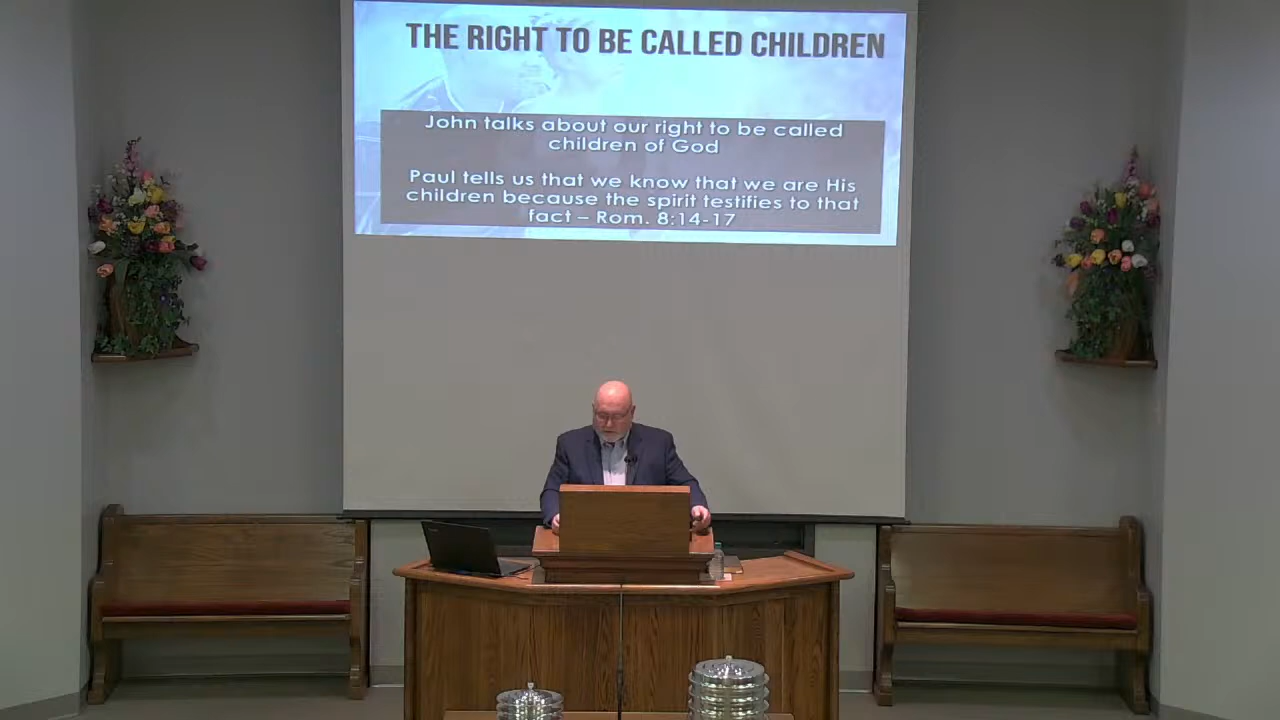 THE RIGHT TO BE CALLED CHILDREN
John talks about our right to be called
children of God
Paul tells us that we know that we are His
children because the spirit testifies to that
fact – Rom. 8:14-17